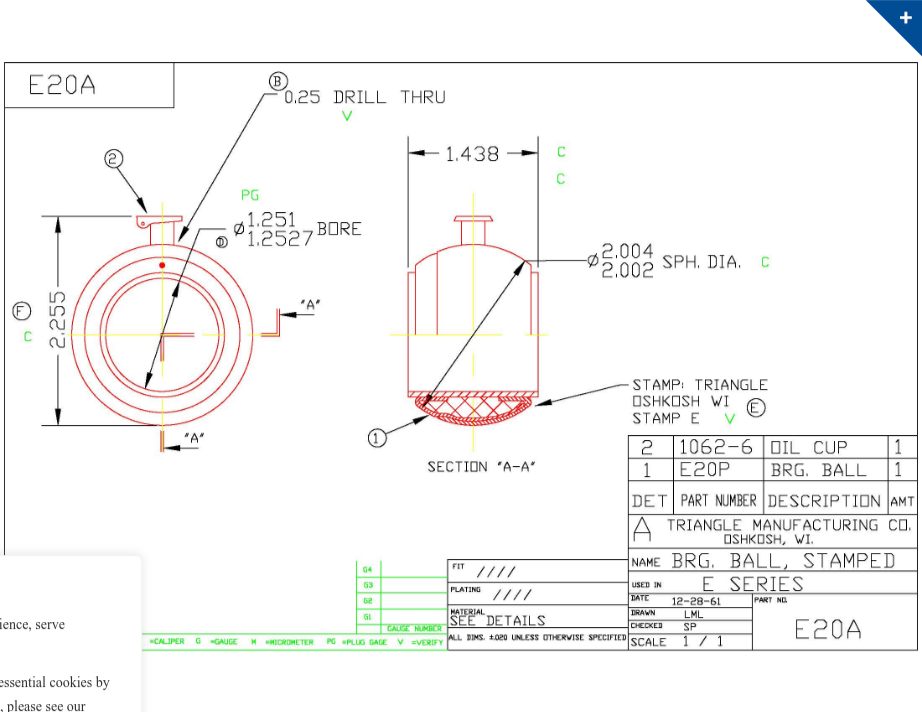 E20A
B
0.25 DRILL THRU
V
2
1.438
C
C
PG
Ø1.251
1.2527 BORE
D
Ø2.004
2.002 SPH. DIA.
C
F
C
2.255
"A"
"A"
STAMP: TRIANGLE
OSHKOSH WI
STAMP E V
E
1
SECTION "A-A"
2 1062-6 OIL CUP 1
1 E20P BRG. BALL 1
DET PART NUMBER DESCRIPTION AMT
A TRIANGLE MANUFACTURING CO.
OSHKOSH, WI.
NAME BRG. BALL, STAMPED
USED IN E SERIES
DATE 12-28-61
DRAWN LML
CHECKED SP
SCALE 1 / 1
PART NO.
E20A
FIT ////
PLATING ////
MATERIAL
SEE DETAILS
ALL DIMS. ±.020 UNLESS OTHERWISE SPECIFIED
G4
G3
G2
G1
GAUGE NUMBER
=CALIPER G =GAUGE M =MICROMETER PG =PLUG GAGE V =VERIFY
ience, serve
essential cookies by
, please see our